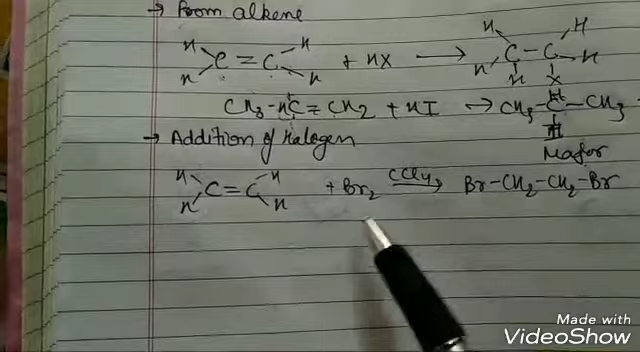 → From alkene
H H C = C H H + HX ⟶ H H H C – C H H X
CH3-HC=CH2 + HI → CH3-CH-CH3
I
Major
→ Addition of Halogen
H H C = C H H + Br2 CCl4→ Br-CH2-CH2-Br
Made with
VideoShow